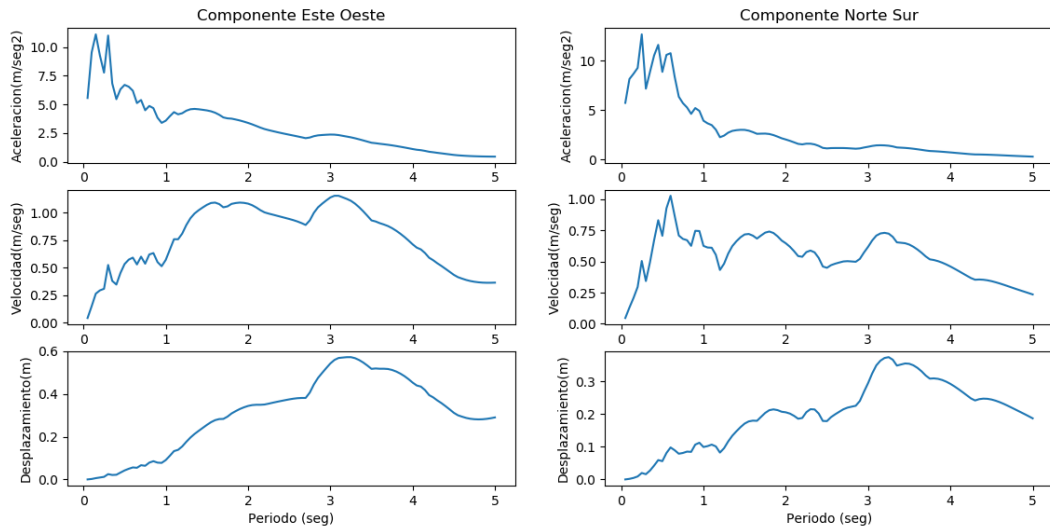 Componente Este Oeste
Aceleracion(m/seg2)
10.0
7.5
5.0
2.5
0.0
0 1 2 3 4 5
Velocidad(m/seg)
1.00
0.75
0.50
0.25
0.00
0 1 2 3 4 5
Desplazamiento(m)
0.6
0.4
0.2
0.0
0 1 2 3 4 5
Periodo (seg)
Componente Norte Sur
Aceleracion(m/seg2)
10
5
0
0 1 2 3 4 5
Velocidad(m/seg)
1.00
0.75
0.50
0.25
0.00
0 1 2 3 4 5
Desplazamiento(m)
0.3
0.2
0.1
0.0
0 1 2 3 4 5
Periodo (seg)